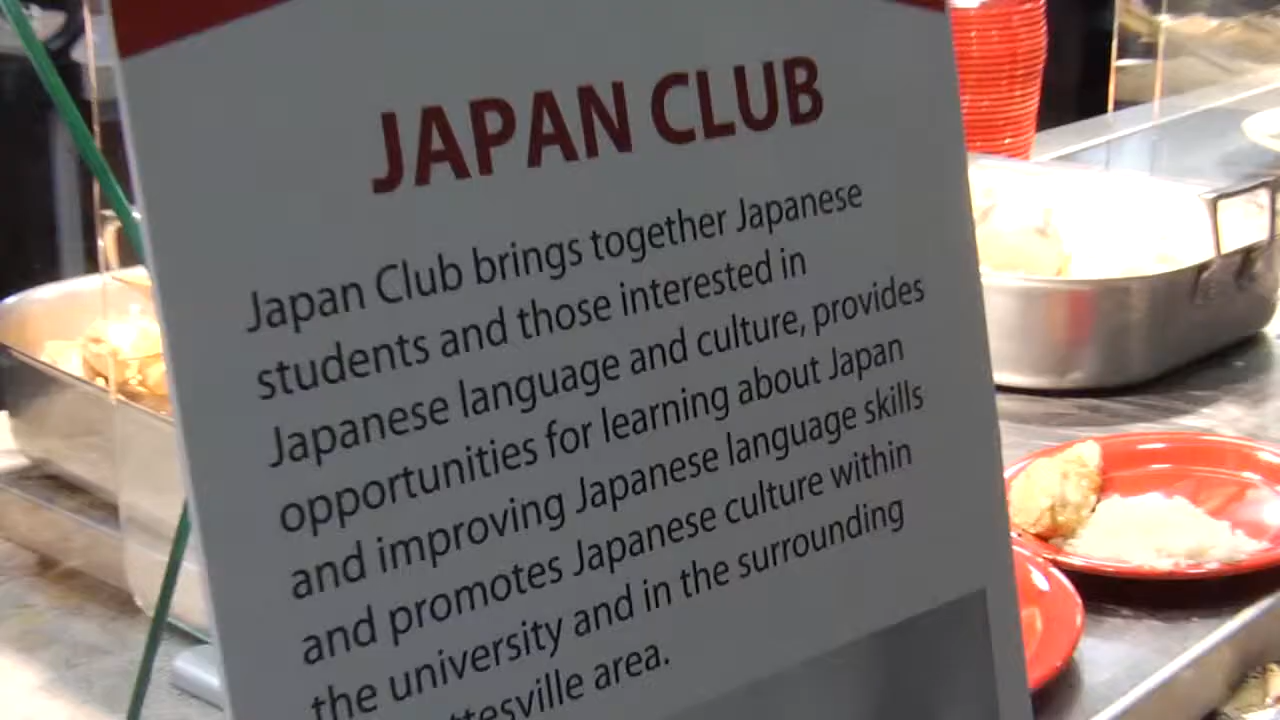 JAPAN CLUB
Japan Club brings together Japanese
students and those interested in
Japanese language and culture, provides
opportunities for learning about Japan
and improving Japanese language skills
and promotes Japanese culture within
the university and in the surrounding
area.